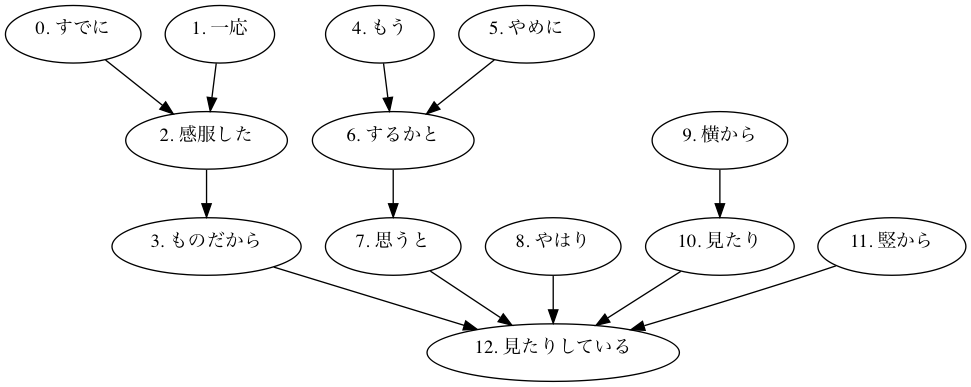 0. すでに
1. 一応
4. もう
5. やめに
2. 感服した
6. するかと
9. 横から
3. ものだから
7. 思うと
8. やはり
10. 見たり
11. 竪から
12. 見たりしている